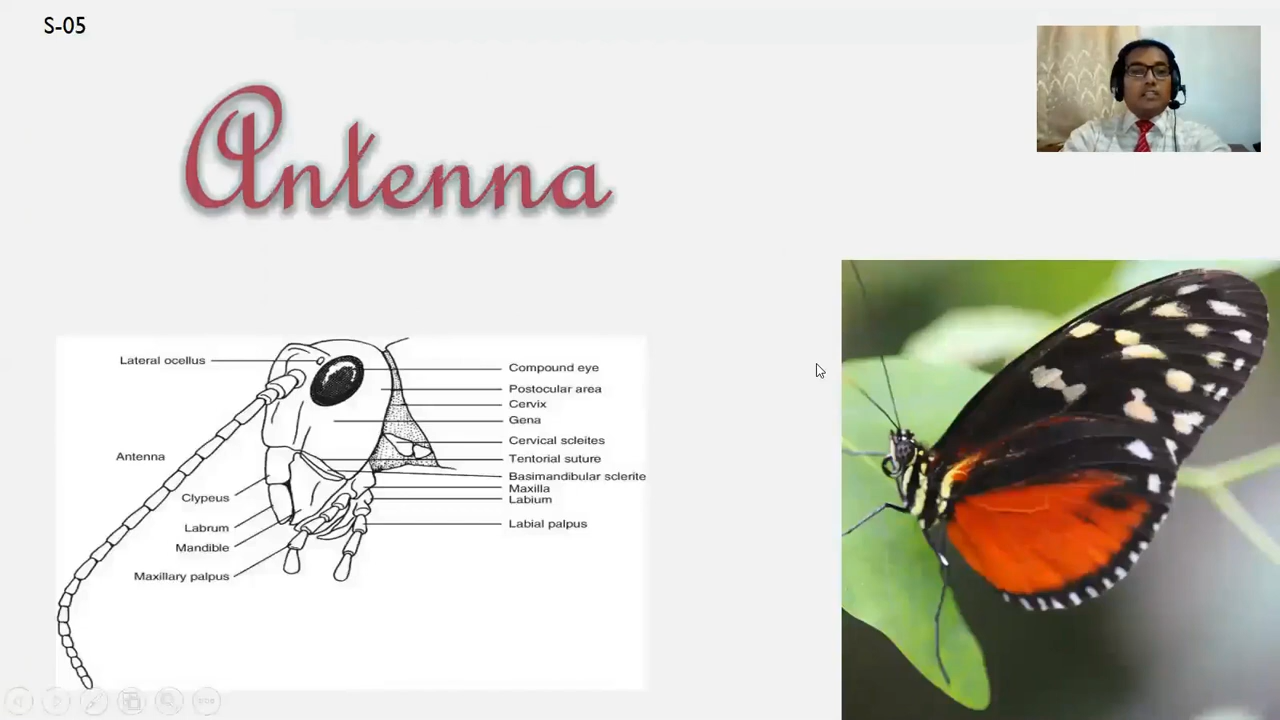 S-05
Antenna
Lateral ocellus
Compound eye
Postocular area
Cervix
Gena
Cervical scleites
Antenna
Tentorial suture
Basimandibular sclerite
Maxilla
Clypeus
Labium
Labrum
Labial palpus
Mandible
Maxillary palpus